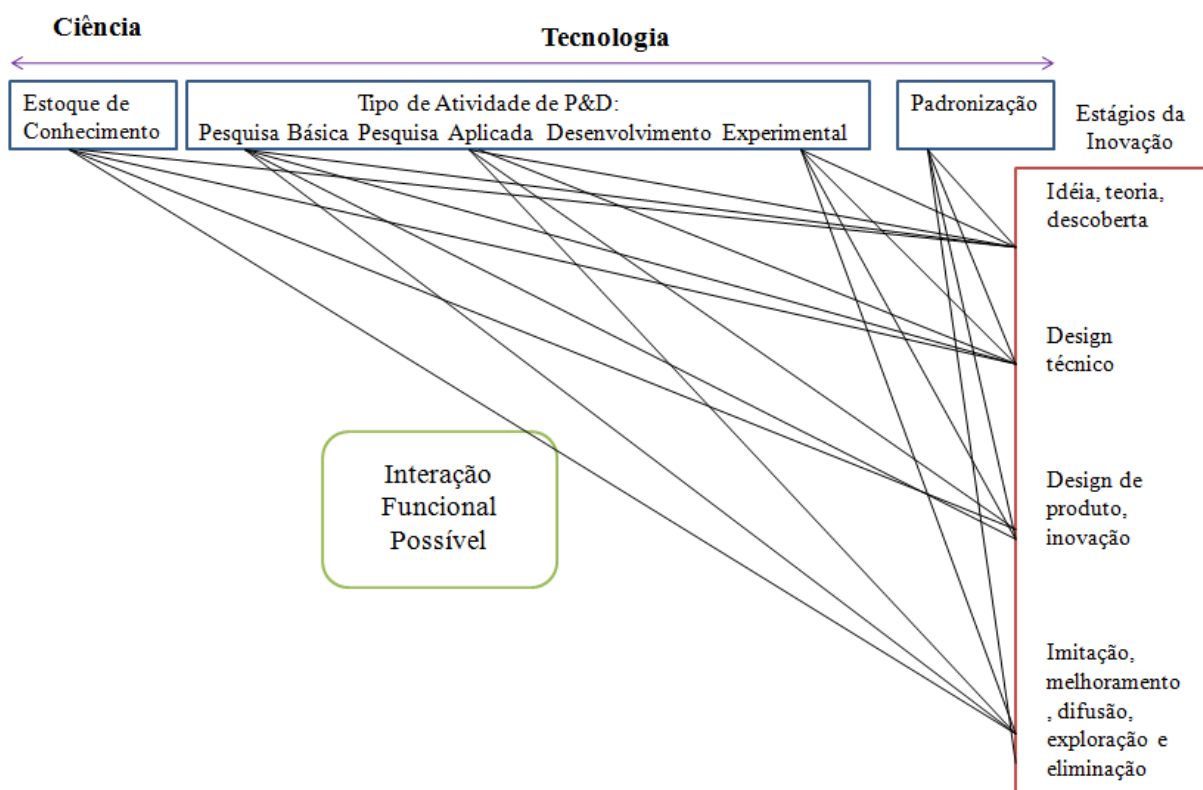 Ciência
Tecnologia
Estoque de
Conhecimento
Tipo de Atividade de P&D:
Pesquisa Básica Pesquisa Aplicada Desenvolvimento Experimental
Padronização
Estágios da
Inovação
Idéia, teoria,
descoberta
Design
técnico
Interação
Funcional
Possível
Design de
produto,
inovação
Imitação,
melhoramento
, difusão,
exploração e
eliminação